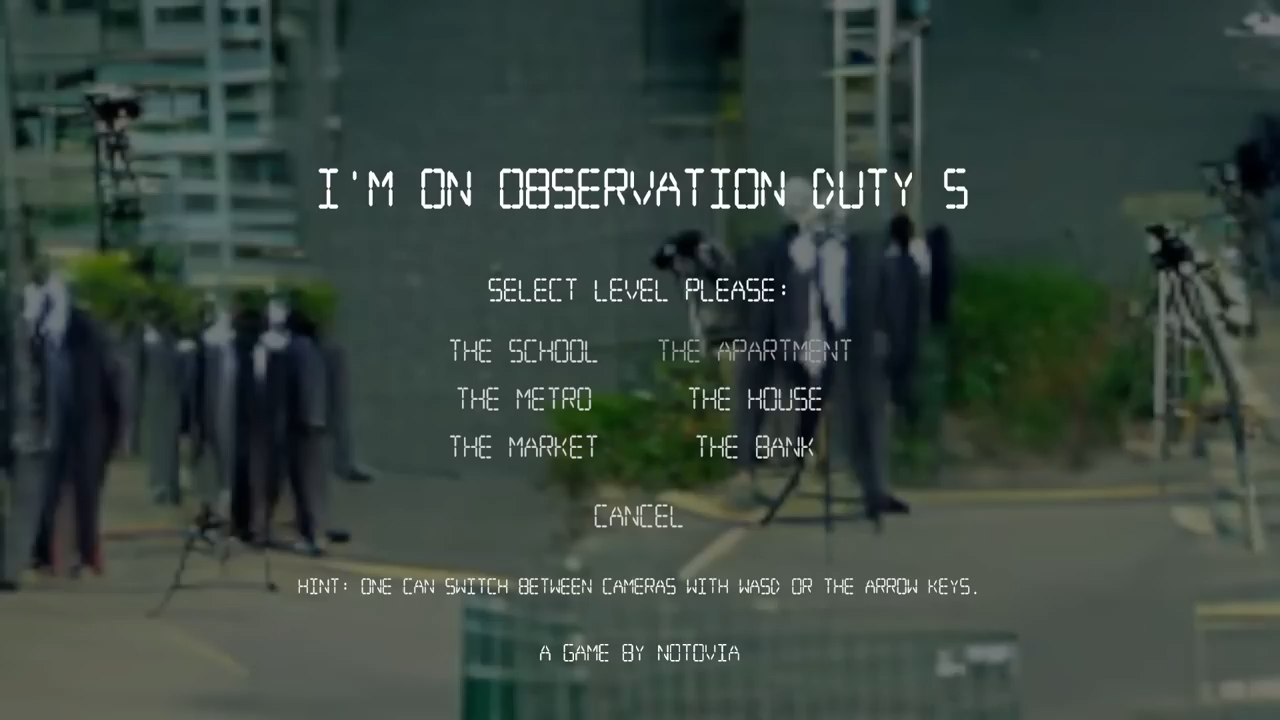 I'M ON OBSERVATION DUTY 5
SELECT LEVEL PLEASE:
THE SCHOOL THE APARTMENT
THE METRO THE HOUSE
THE MARKET THE BANK
CANCEL
HINT: ONE CAN SWITCH BETWEEN CAMERAS WITH WASD OR THE ARROW KEYS.
A GAME BY NOTOVIA